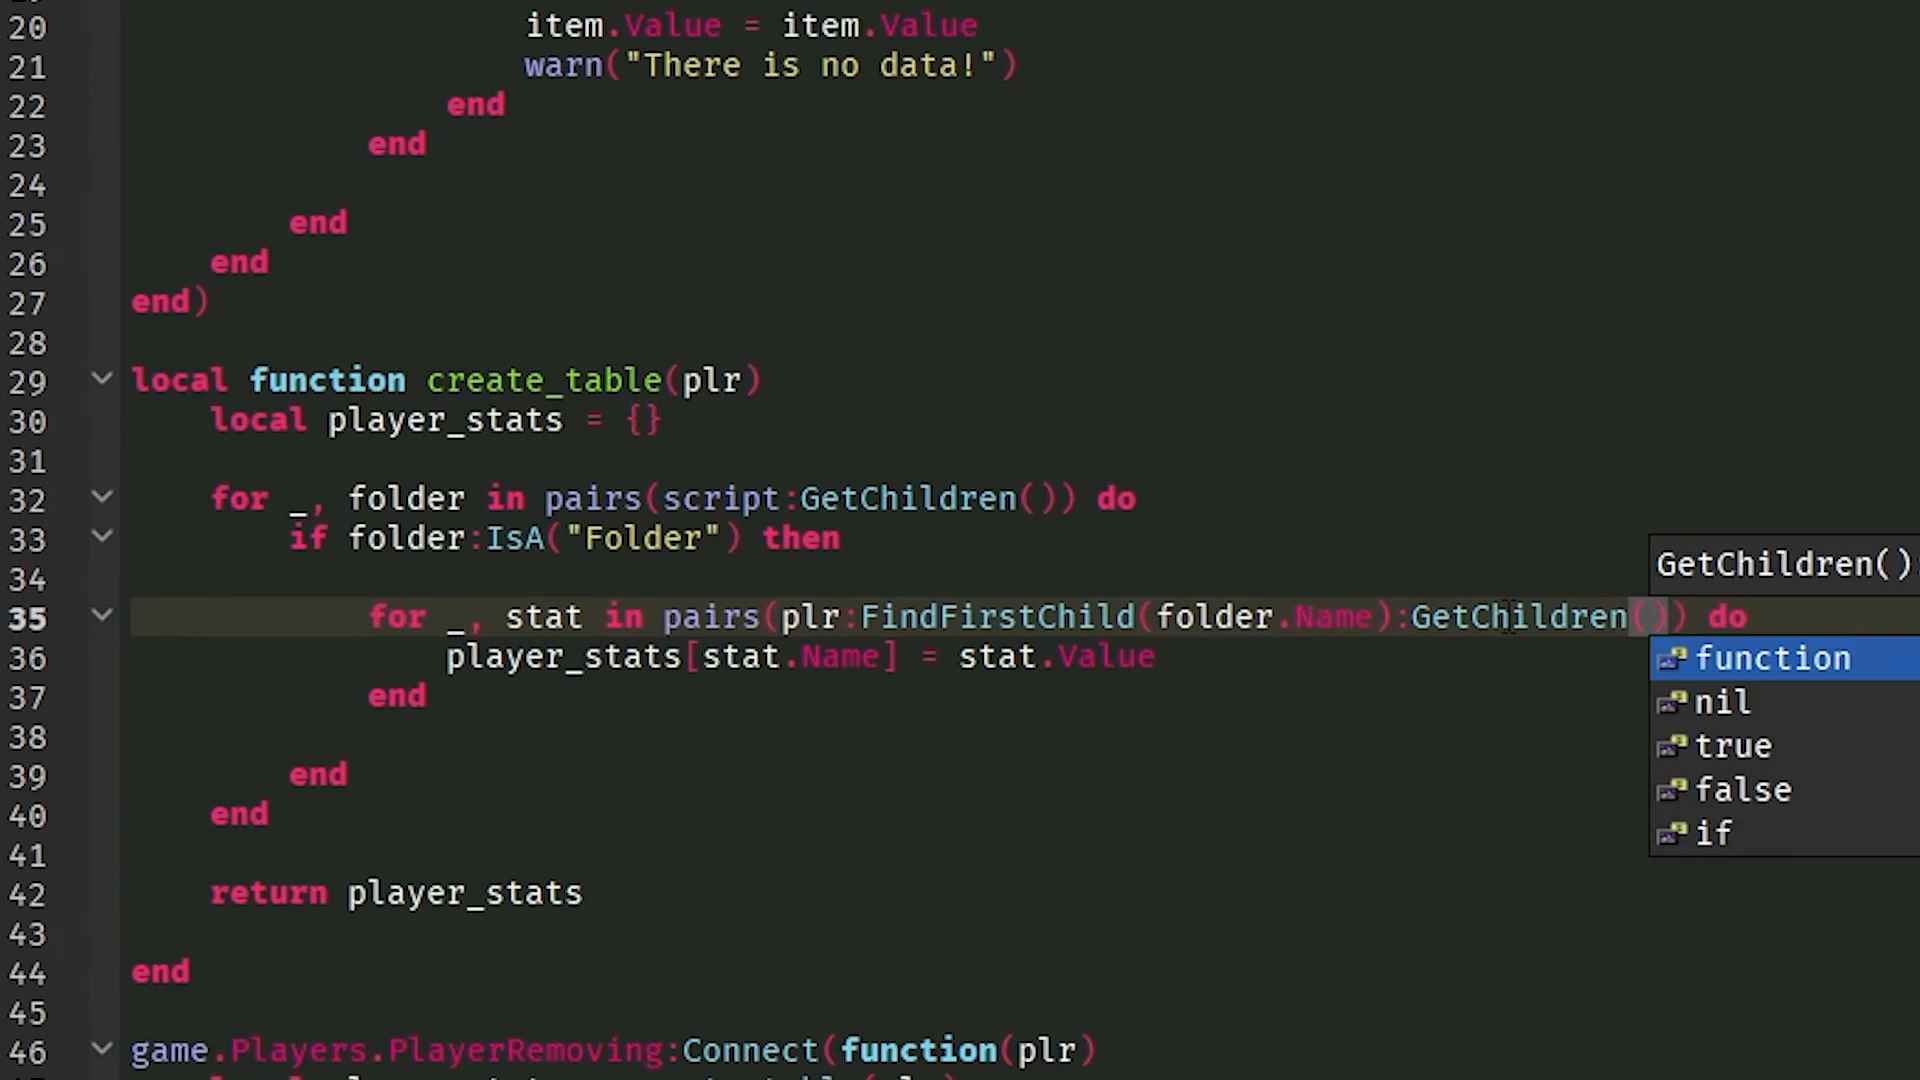 20 item.Value = item.Value
21 warn("There is no data!")
22 end
23 end
24
25 end
26 end
27 end)
28
29 local function create_table(plr)
30 local player_stats = {}
31
32 for _, folder in pairs(script:GetChildren()) do
33 if folder:IsA("Folder") then
34
35 for _, stat in pairs(plr:FindFirstChild(folder.Name):GetChildren()) do
36 player_stats[stat.Name] = stat.Value
37 end
38
39 end
40 end
41
42 return player_stats
43
44 end
45
46 game.Players.PlayerRemoving:Connect(function(plr)
GetChildren()
function
nil
true
false
if